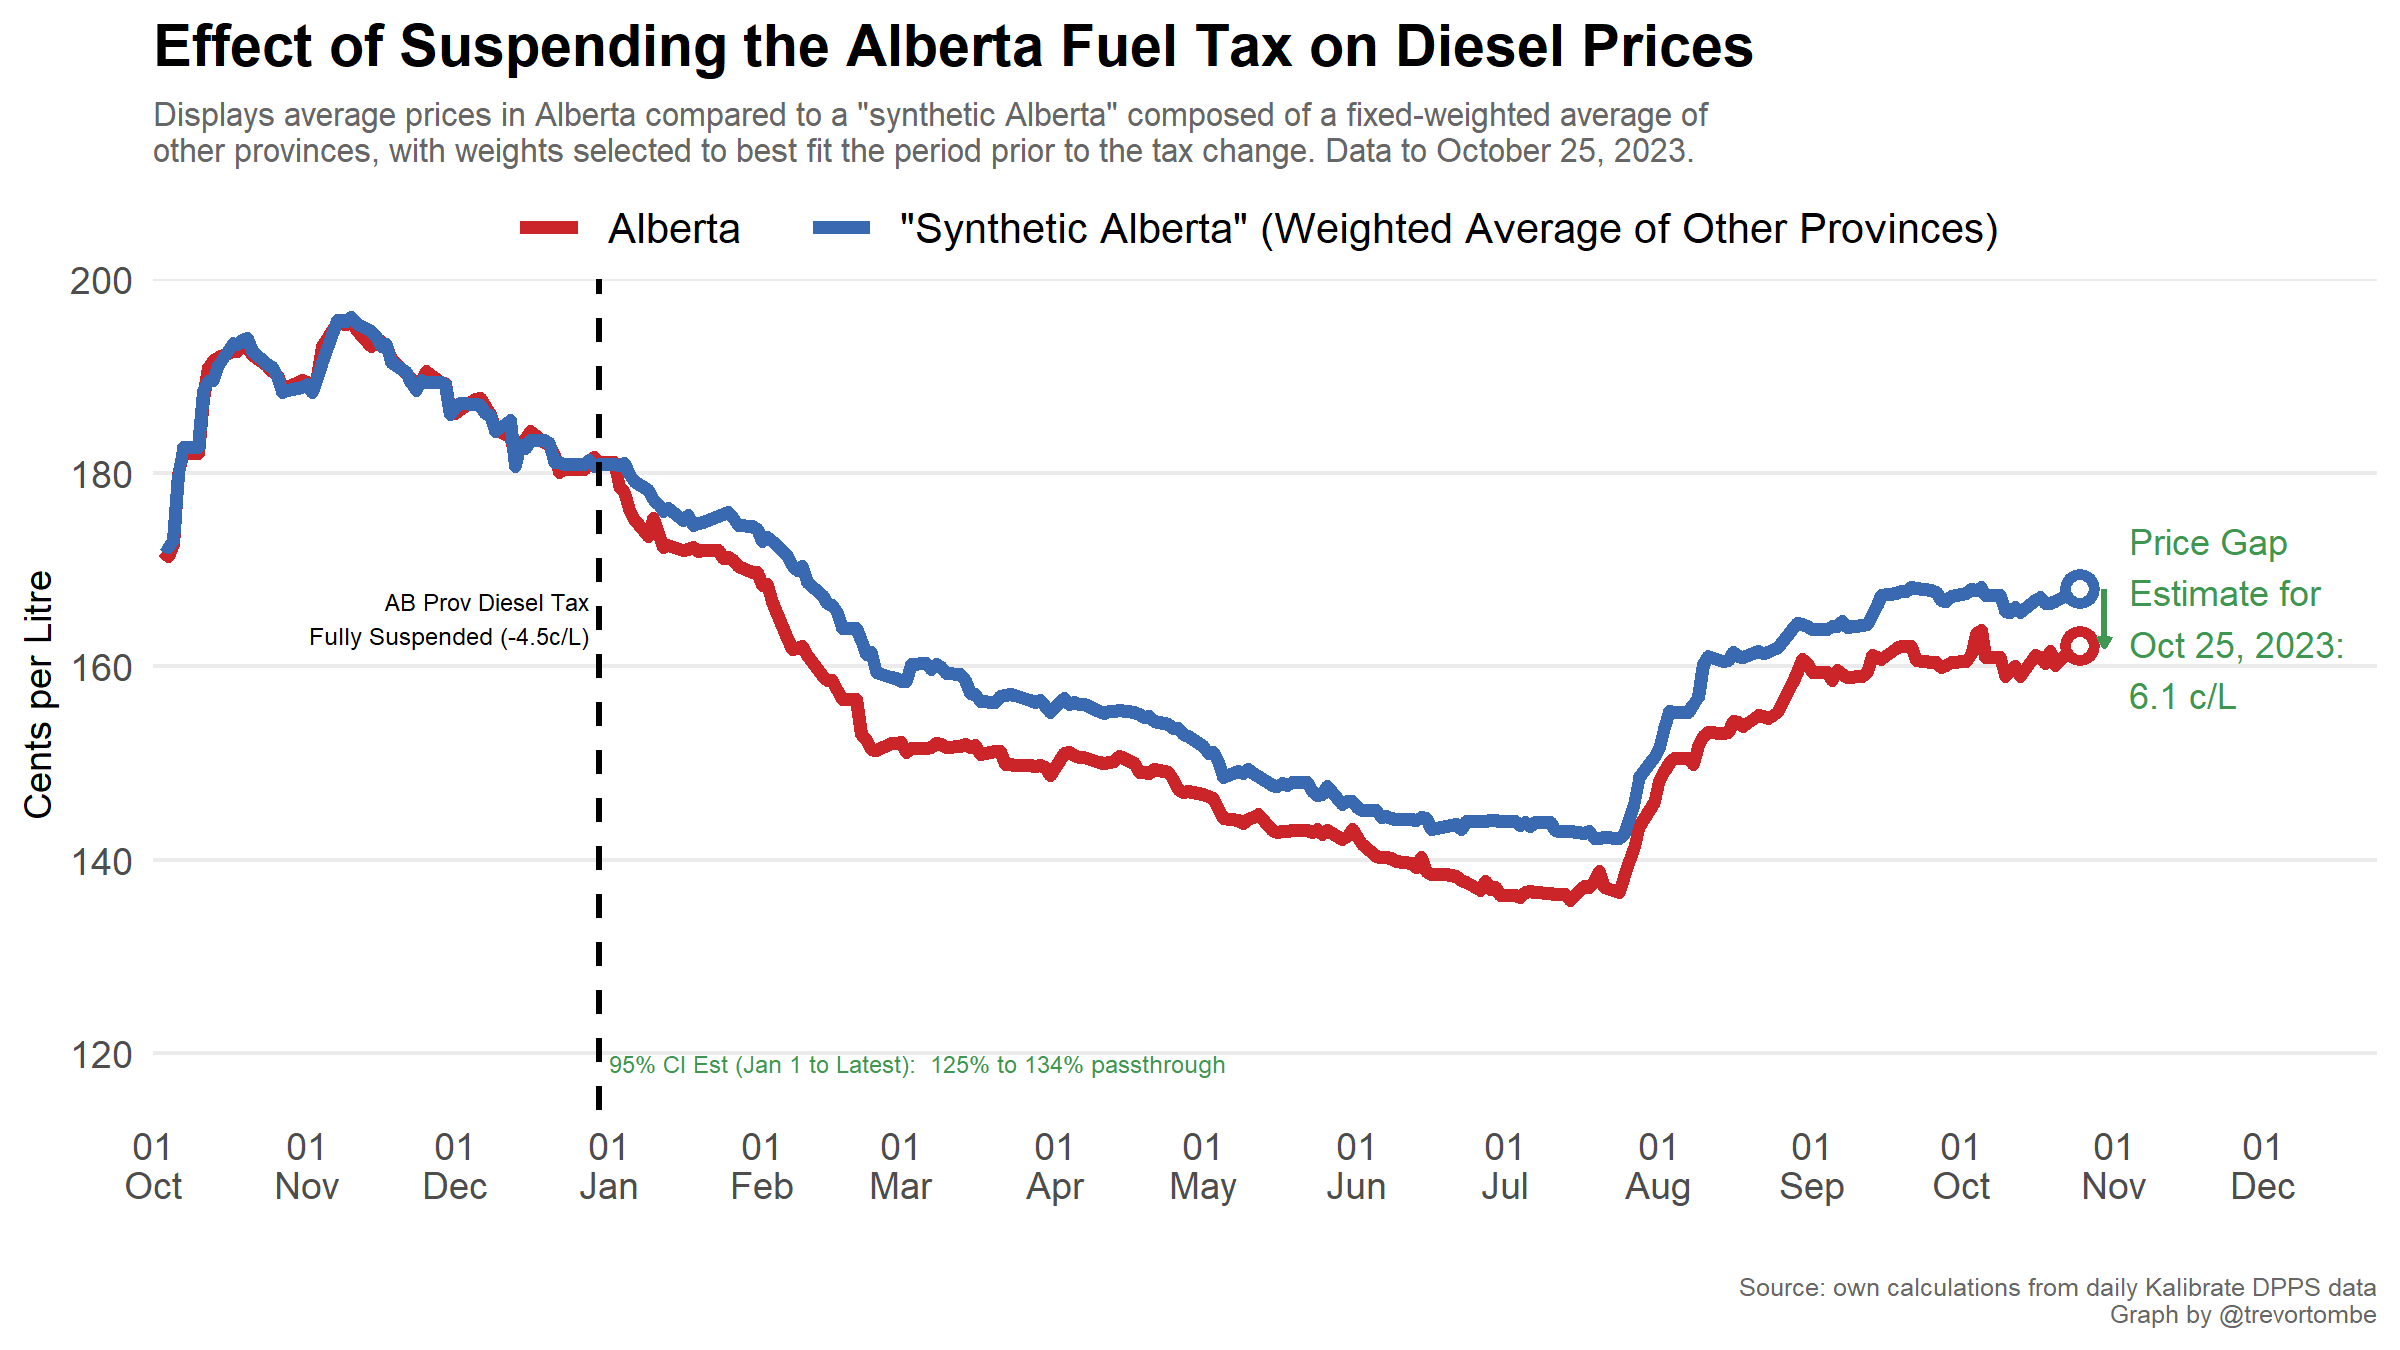 Effect of Suspending the Alberta Fuel Tax on Diesel Prices
Displays average prices in Alberta compared to a "synthetic Alberta" composed of a fixed-weighted average of
other provinces, with weights selected to best fit the period prior to the tax change. Data to October 25, 2023.
Alberta
"Synthetic Alberta" (Weighted Average of Other Provinces)
Cents per Litre
200
180
160
140
120
AB Prov Diesel Tax
Fully Suspended (-4.5c/L)
Price Gap
Estimate for
Oct 25, 2023:
6.1 c/L
95% CI Est (Jan 1 to Latest):  125% to 134% passthrough
01 01 01 01 01 01 01 01 01 01 01 01 01 01 01
Oct Nov Dec Jan Feb Mar Apr May Jun Jul Aug Sep Oct Nov Dec
Source: own calculations from daily Kalibrate DPPS data
Graph by @trevortombe